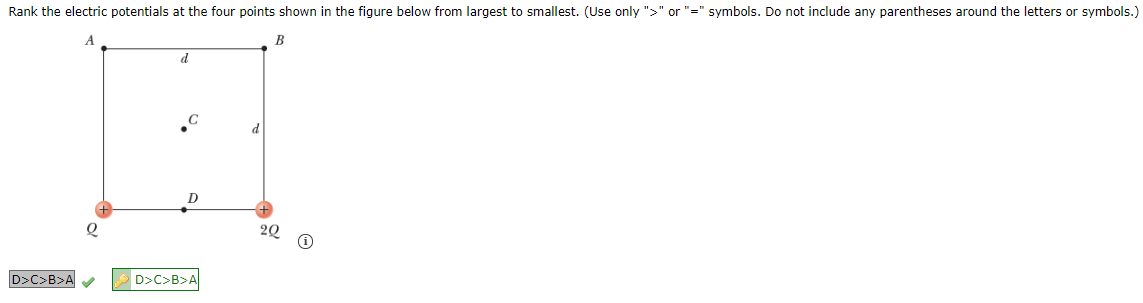 Rank the electric potentials at the four points shown in the figure below from largest to smallest. (Use only ">" or "=" symbols. Do not include any parentheses around the letters or symbols.)
A B
d
C
d
D
+ +
Q 2Q
i
D>C>B>A D>C>B>A